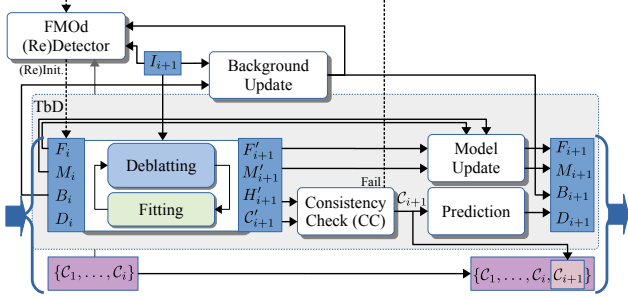 FMOd
(Re)Detector
(Re)Init.
I_{i+1}
Background
Update
TbD
F_i
M_i
B_i
D_i
Deblatting
Fitting
F'_{i+1}
M'_{i+1}
H'_{i+1}
C'_{i+1}
Fail
Consistency
Check (CC)
C_{i+1}
Model
Update
Prediction
F_{i+1}
M_{i+1}
B_{i+1}
D_{i+1}
{C_1, . . . , C_i}
{C_1, . . . , C_i, C_{i+1}}